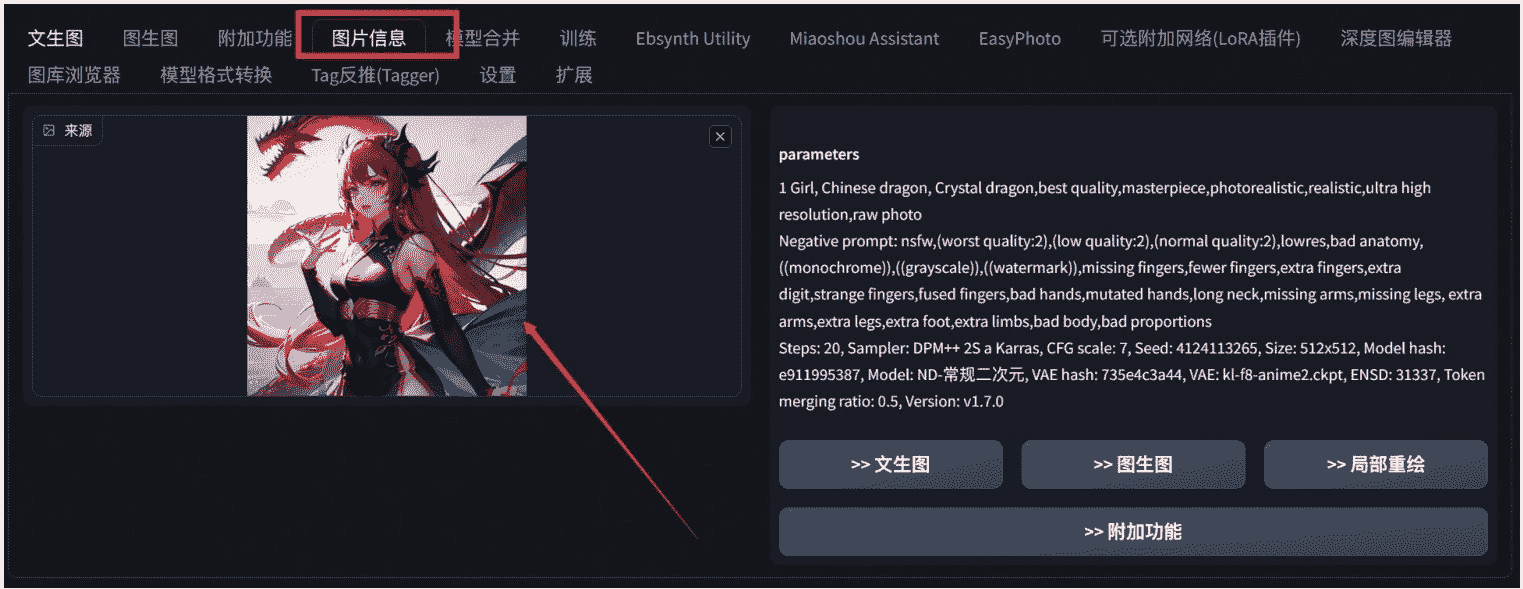 文生图 图生图 附加功能 图片信息 模型合并 训练 Ebsynth Utility Miaoshou Assistant EasyPhoto 可选附加网络(LoRA插件) 深度图编辑器
图库浏览器 模型格式转换 Tag反推(Tagger) 设置 扩展
来源
parameters
1 Girl, Chinese dragon, Crystal dragon,best quality,masterpiece,photorealistic,realistic,ultra high
resolution,raw photo
Negative prompt: nsfw,(worst quality:2),(low quality:2),(normal quality:2),lowres,bad anatomy,
((monochrome)),((grayscale)),((watermark)),missing fingers,fewer fingers,extra fingers,extra
digit,strange fingers,fused fingers,bad hands,mutated hands,long neck,missing arms,missing legs, extra
arms,extra legs,extra foot,extra limbs,bad body,bad proportions
Steps: 20, Sampler: DPM++ 2S a Karras, CFG scale: 7, Seed: 4124113265, Size: 512x512, Model hash:
e911995387, Model: ND-常规二次元, VAE hash: 735e4c3a44, VAE: kl-f8-anime2.ckpt, ENSD: 31337, Token
merging ratio: 0.5, Version: v1.7.0
>> 文生图 >> 图生图 >> 局部重绘
>> 附加功能